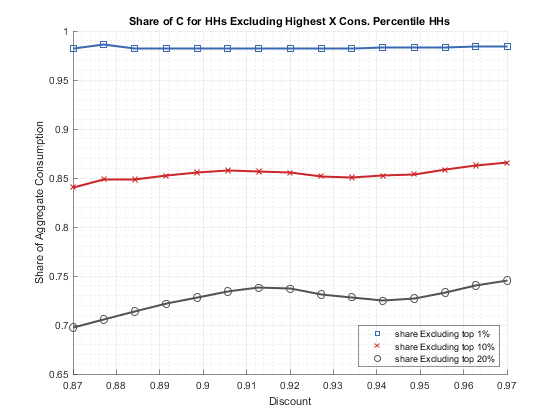 Share of C for HHs Excluding Highest X Cons. Percentile HHs
1
0.95
0.9
0.85
0.8
0.75
0.7
0.65
Share of Aggregate Consumption
share Excluding top 1%
share Excluding top 10%
share Excluding top 20%
0.87 0.88 0.89 0.9 0.91 0.92 0.93 0.94 0.95 0.96 0.97
Discount